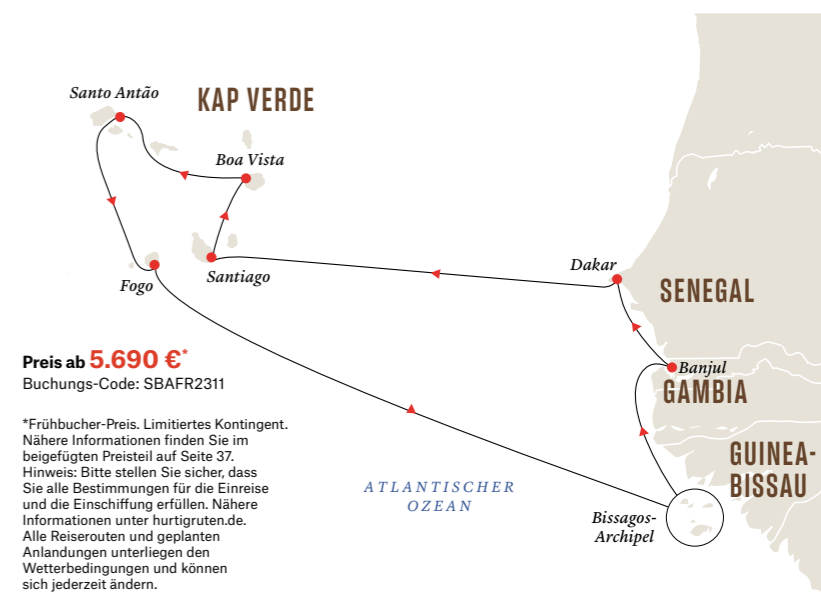 Santo Antão
KAP VERDE
Boa Vista
Fogo
Santiago
Dakar
SENEGAL
Banjul
GAMBIA
GUINEA-
BISSAU
Bissagos-
Archipel
ATLANTISCHER
OZEAN
Preis ab 5.690 €*
Buchungs-Code: SBAFR2311
*Frühbucher-Preis. Limitiertes Kontingent.
Nähere Informationen finden Sie im
beigefügten Preisteil auf Seite 37.
Hinweis: Bitte stellen Sie sicher, dass
Sie alle Bestimmungen für die Einreise
und die Einschiffung erfüllen. Nähere
Informationen unter hurtigruten.de.
Alle Reiserouten und geplanten
Anlandungen unterliegen den
Wetterbedingungen und können
sich jederzeit ändern.